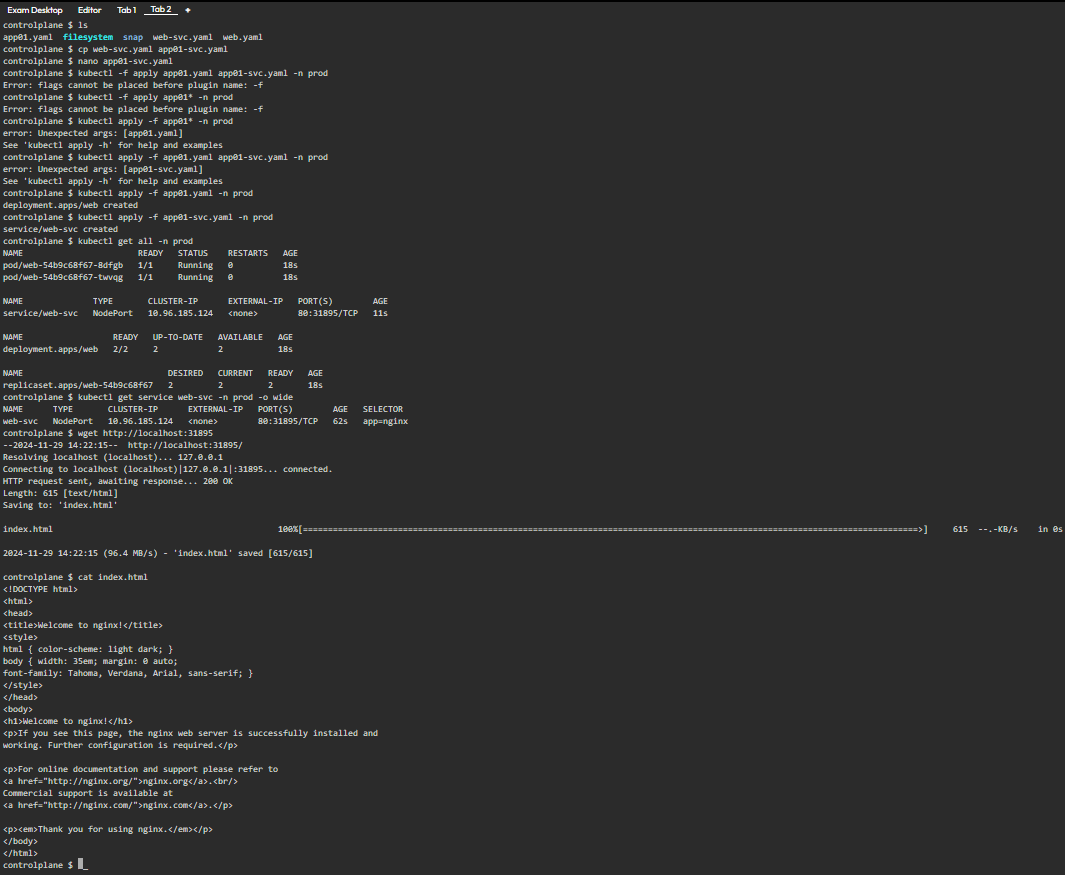 Exam Desktop Editor Tab 1 Tab 2 +
controlplane $ ls
app01.yaml filesystem snap web-svc.yaml web.yaml
controlplane $ cp web-svc.yaml app01-svc.yaml
controlplane $ nano app01-svc.yaml
controlplane $ kubectl -f apply app01.yaml app01-svc.yaml -n prod
Error: flags cannot be placed before plugin name: -f
controlplane $ kubectl -f apply app01* -n prod
Error: flags cannot be placed before plugin name: -f
controlplane $ kubectl apply -f app01* -n prod
error: Unexpected args: [app01.yaml]
See 'kubectl apply -h' for help and examples
controlplane $ kubectl apply -f app01.yaml app01-svc.yaml -n prod
error: Unexpected args: [app01-svc.yaml]
See 'kubectl apply -h' for help and examples
controlplane $ kubectl apply -f app01.yaml -n prod
deployment.apps/web created
controlplane $ kubectl apply -f app01-svc.yaml -n prod
service/web-svc created
controlplane $ kubectl get all -n prod
NAME READY STATUS RESTARTS AGE
pod/web-54b9c68f67-8dfgb 1/1 Running 0 18s
pod/web-54b9c68f67-twvqg 1/1 Running 0 18s
NAME TYPE CLUSTER-IP EXTERNAL-IP PORT(S) AGE
service/web-svc NodePort 10.96.185.124 <none> 80:31895/TCP 11s
NAME READY UP-TO-DATE AVAILABLE AGE
deployment.apps/web 2/2 2 2 18s
NAME DESIRED CURRENT READY AGE
replicaset.apps/web-54b9c68f67 2 2 2 18s
controlplane $ kubectl get service web-svc -n prod -o wide
NAME TYPE CLUSTER-IP EXTERNAL-IP PORT(S) AGE SELECTOR
web-svc NodePort 10.96.185.124 <none> 80:31895/TCP 62s app=nginx
controlplane $ wget http://localhost:31895
--2024-11-29 14:22:15-- http://localhost:31895/
Resolving localhost (localhost)... 127.0.0.1
Connecting to localhost (localhost)|127.0.0.1|:31895... connected.
HTTP request sent, awaiting response... 200 OK
Length: 615 [text/html]
Saving to: 'index.html'
index.html 100%[===========================================================================================================================>] 615 --.-KB/s in 0s
2024-11-29 14:22:15 (96.4 MB/s) - 'index.html' saved [615/615]
controlplane $ cat index.html
<!DOCTYPE html>
<html>
<head>
<title>Welcome to nginx!</title>
<style>
html { color-scheme: light dark; }
body { width: 35em; margin: 0 auto;
font-family: Tahoma, Verdana, Arial, sans-serif; }
</style>
</head>
<body>
<h1>Welcome to nginx!</h1>
<p>If you see this page, the nginx web server is successfully installed and
working. Further configuration is required.</p>
<p>For online documentation and support please refer to
<a href="http://nginx.org/">nginx.org</a>.<br/>
Commercial support is available at
<a href="http://nginx.com/">nginx.com</a>.</p>
<p><em>Thank you for using nginx.</em></p>
</body>
</html>
controlplane $ _